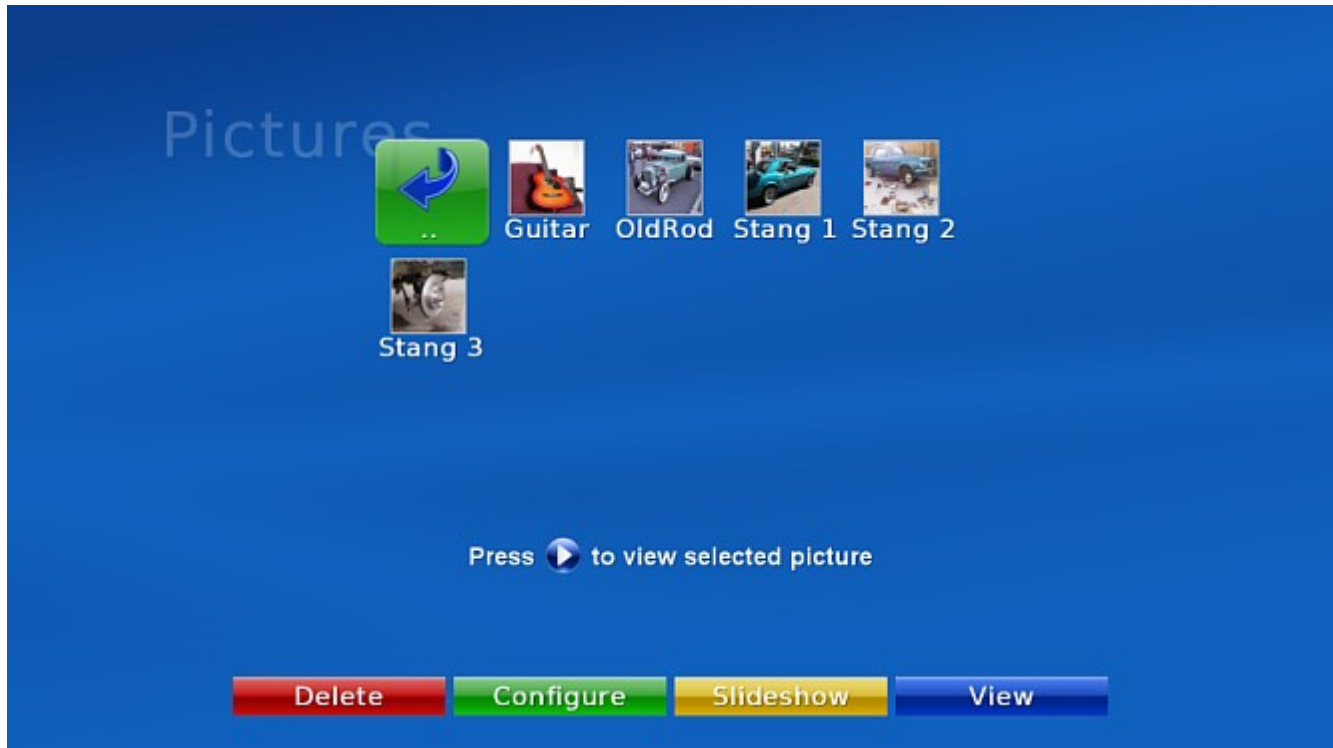 Pictures
..
Guitar
OldRod
Stang 1
Stang 2
Stang 3
Press to view selected picture
Delete
Configure
Slideshow
View